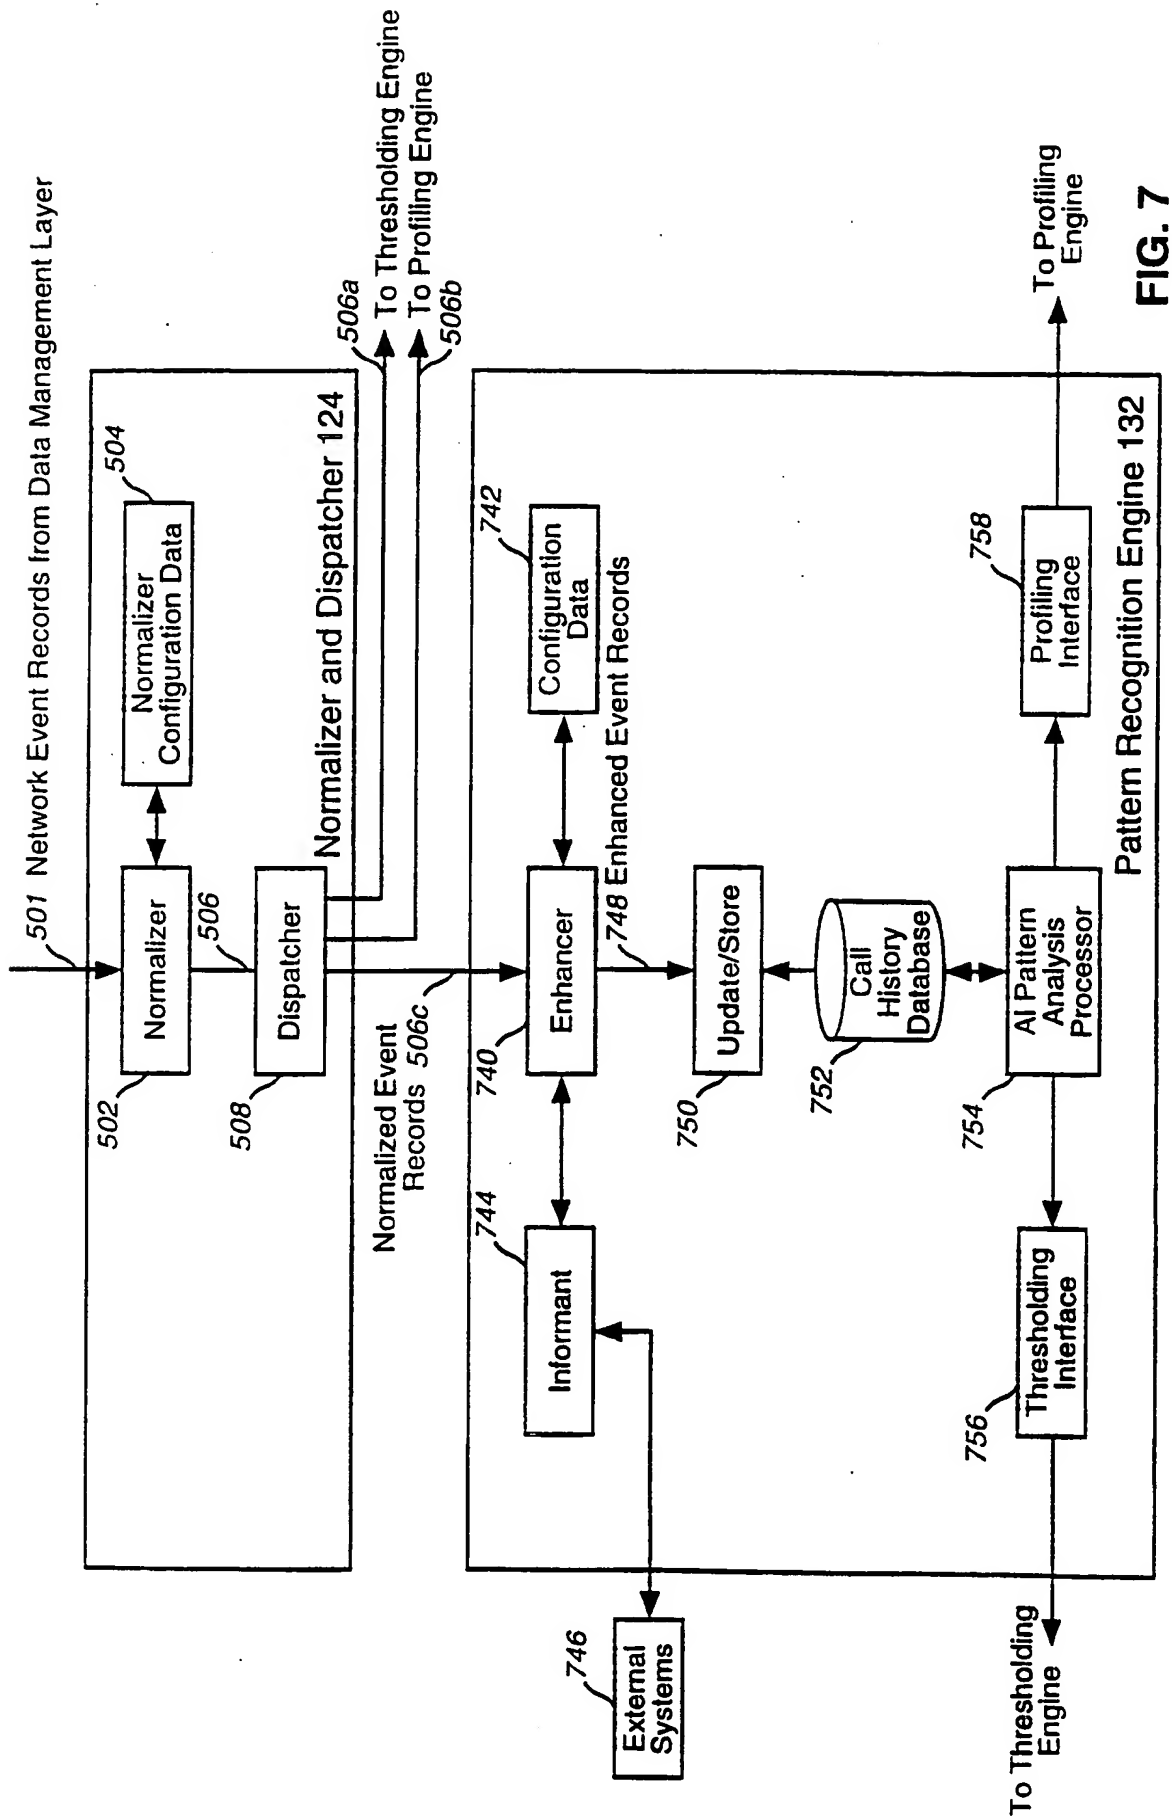 501 Network Event Records from Data Management Layer
502
Normalizer
504
Normalizer
Configuration Data
506
508
Dispatcher
Normalizer and Dispatcher 124
506a
To Thresholding Engine
To Profiling Engine
506b
Normalized Event
Records 506c
744
Informant
740
Enhancer
742
Configuration
Data
748 Enhanced Event Records
746
External
Systems
750
Update/Store
752
Call
History
Database
754
AI Pattern
Analysis
Processor
756
Thresholding
Interface
758
Profiling
Interface
To Thresholding
Engine
To Profiling
Engine
Pattern Recognition Engine 132
FIG. 7